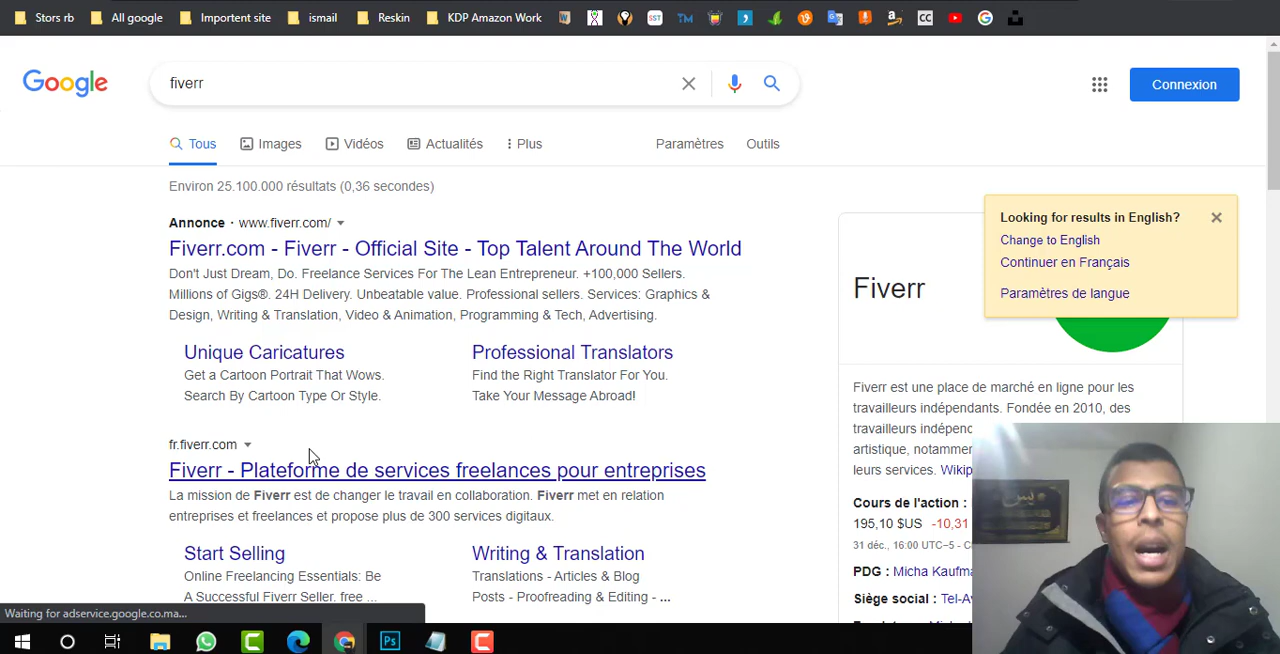 Stors rb
All google
Importent site
ismail
Reskin
KDP Amazon Work
SST
TM
CC
Google
fiverr
Connexion
Tous
Images
Vidéos
Actualités
Plus
Paramètres
Outils
Environ 25.100.000 résultats (0,36 secondes)
Annonce · www.fiverr.com/
Fiverr.com - Fiverr - Official Site - Top Talent Around The World
Don't Just Dream, Do. Freelance Services For The Lean Entrepreneur. +100,000 Sellers.
Millions of Gigs®. 24H Delivery. Unbeatable value. Professional sellers. Services: Graphics &
Design, Writing & Translation, Video & Animation, Programming & Tech, Advertising.
Unique Caricatures
Get a Cartoon Portrait That Wows.
Search By Cartoon Type Or Style.
Professional Translators
Find the Right Translator For You.
Take Your Message Abroad!
fr.fiverr.com
Fiverr - Plateforme de services freelances pour entreprises
La mission de Fiverr est de changer le travail en collaboration. Fiverr met en relation
entreprises et freelances et propose plus de 300 services digitaux.
Start Selling
Online Freelancing Essentials: Be
A Successful Fiverr Seller. free ...
Writing & Translation
Translations - Articles & Blog
Posts - Proofreading & Editing - ...
Looking for results in English?
Change to English
Continuer en Français
Paramètres de langue
Fiverr
Fiverr est une place de marché en ligne pour les
travailleurs indépendants. Fondée en 2010, des
travailleurs indépend
artistique, notamme
leurs services. Wikip
Cours de l'action :
195,10 $US -10,31
31 déc., 16:00 UTC−5 - C
PDG : Micha Kaufma
Siège social : Tel-Av
Waiting for adservice.google.co.ma...
Ps